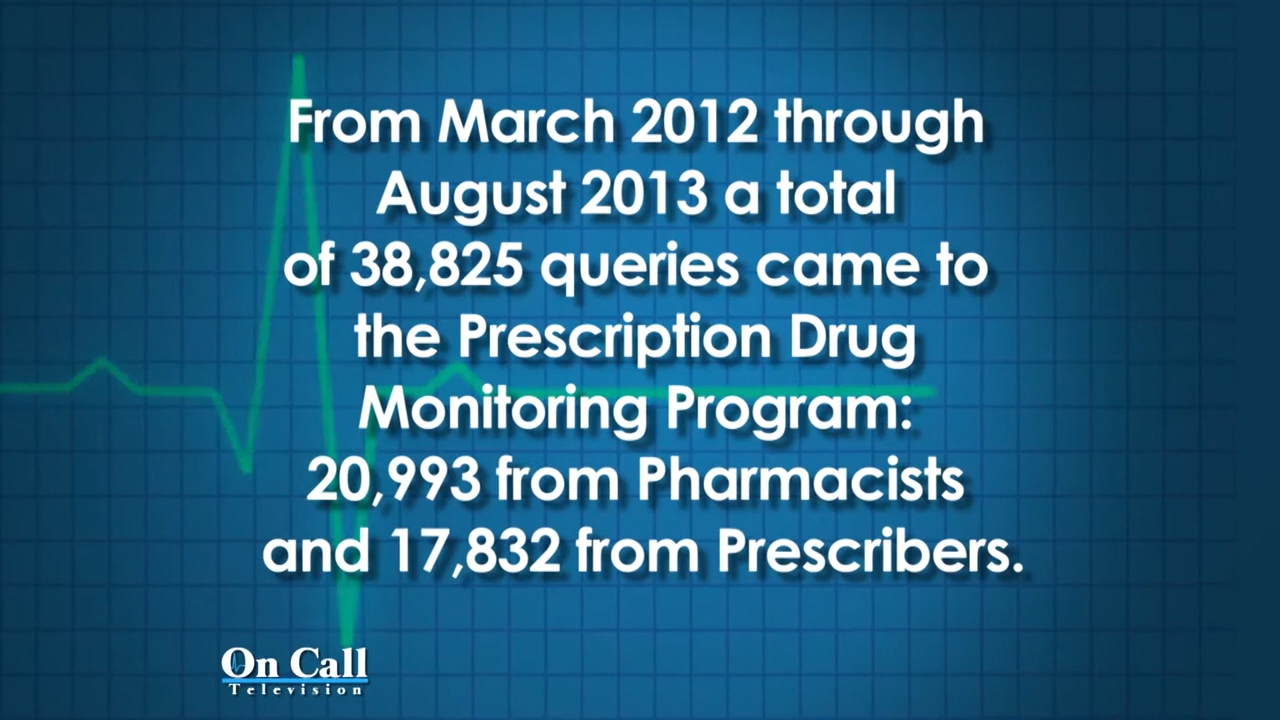 From March 2012 through
August 2013 a total
of 38,825 queries came to
the Prescription Drug
Monitoring Program:
20,993 from Pharmacists
and 17,832 from Prescribers.
On Call
Television